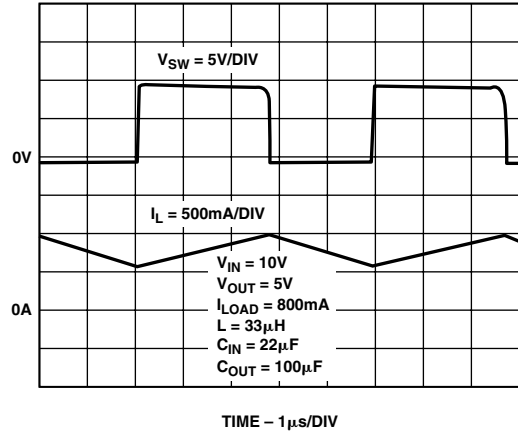 V_SW = 5V/DIV
0V
I_L = 500mA/DIV
V_IN = 10V
V_OUT = 5V
0A
I_LOAD = 800mA
L = 33μH
C_IN = 22μF
C_OUT = 100μF
TIME – 1μs/DIV